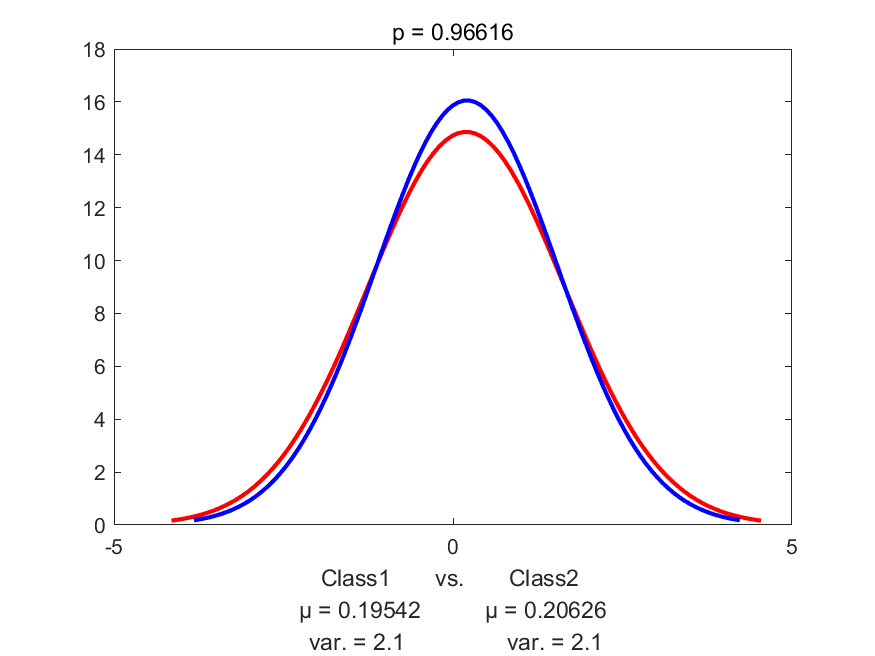 p = 0.96616
18
16
14
12
10
8
6
4
2
0
-5 0 5
Class1 vs. Class2
μ = 0.19542 μ = 0.20626
var. = 2.1 var. = 2.1